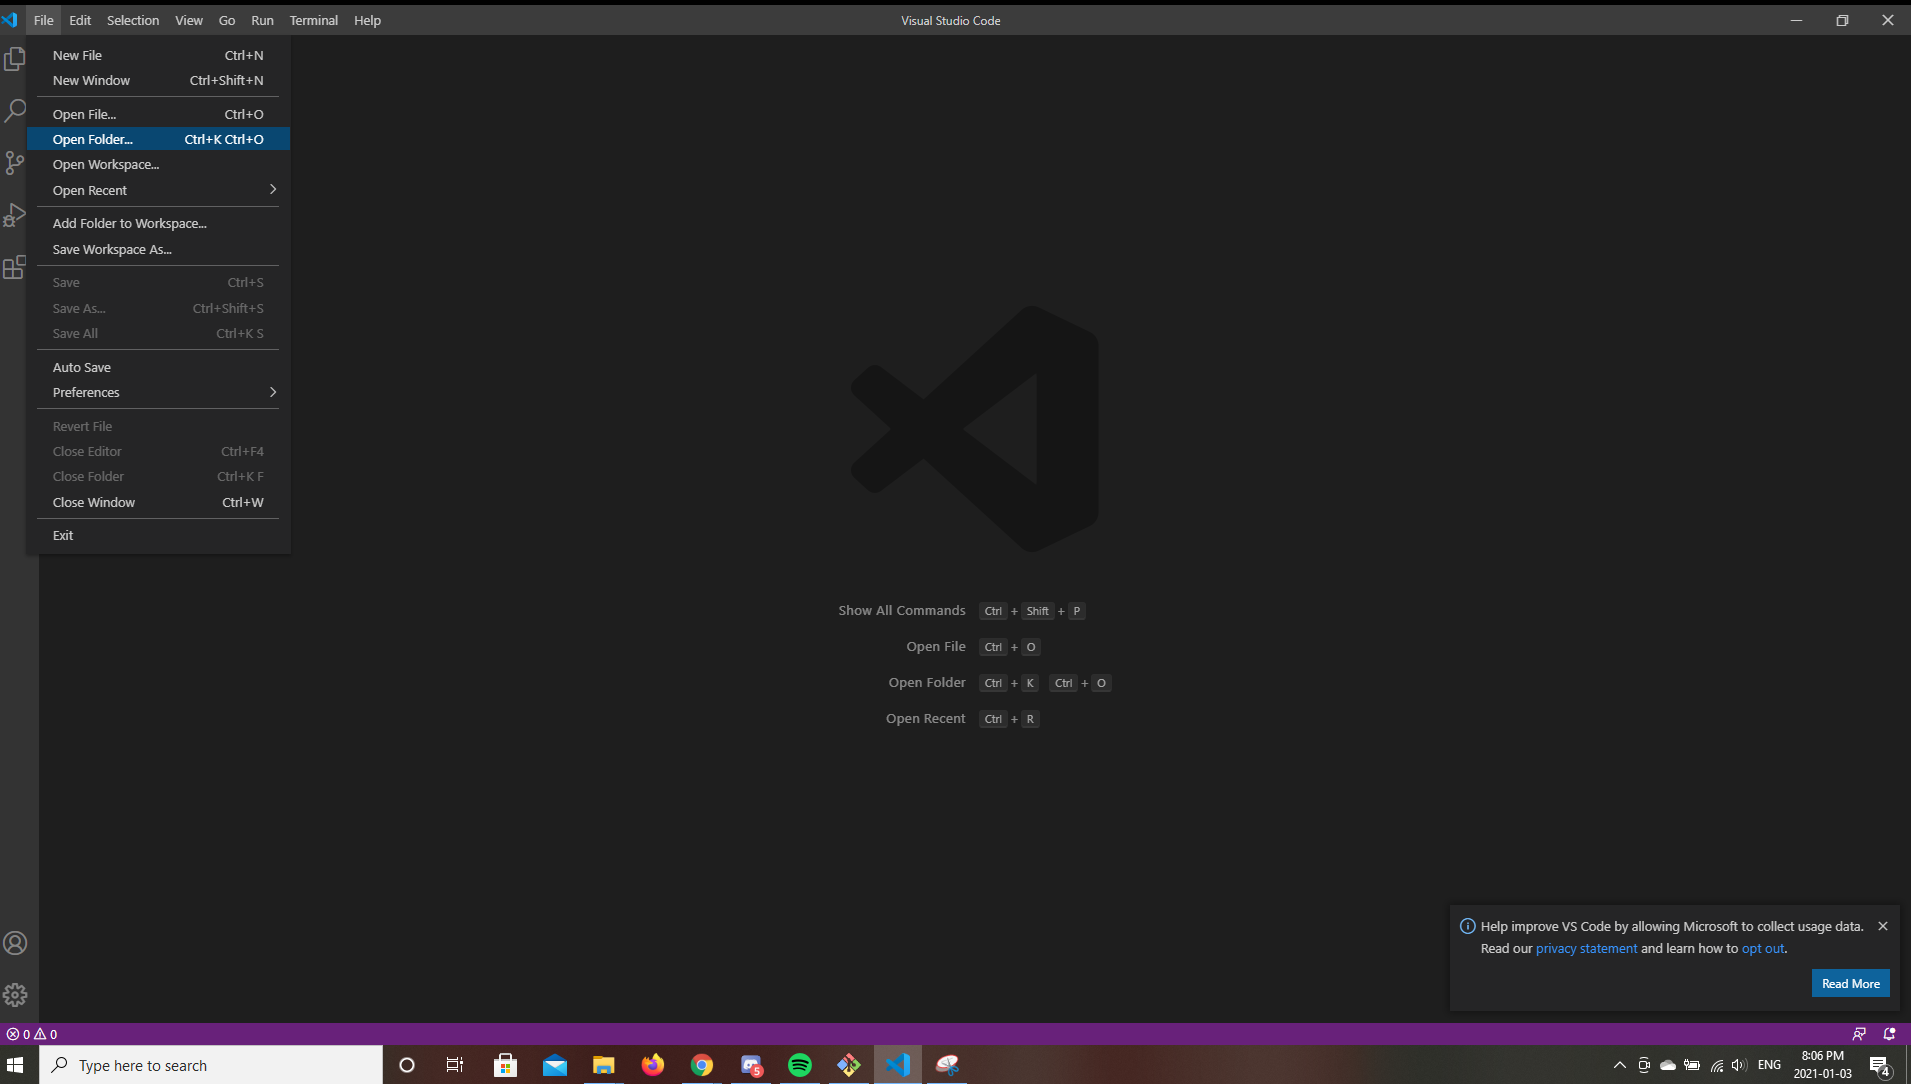 File Edit Selection View Go Run Terminal Help
Visual Studio Code
New File Ctrl+N
New Window Ctrl+Shift+N
Open File... Ctrl+O
Open Folder... Ctrl+K Ctrl+O
Open Workspace...
Open Recent
Add Folder to Workspace...
Save Workspace As...
Save Ctrl+S
Save As... Ctrl+Shift+S
Save All Ctrl+K S
Auto Save
Preferences
Revert File
Close Editor Ctrl+F4
Close Folder Ctrl+K F
Close Window Ctrl+W
Exit
Show All Commands Ctrl + Shift + P
Open File Ctrl + O
Open Folder Ctrl + K Ctrl + O
Open Recent Ctrl + R
Help improve VS Code by allowing Microsoft to collect usage data.
Read our privacy statement and learn how to opt out.
Read More
0 0
Type here to search
5
ENG
8:06 PM
2021-01-03
4